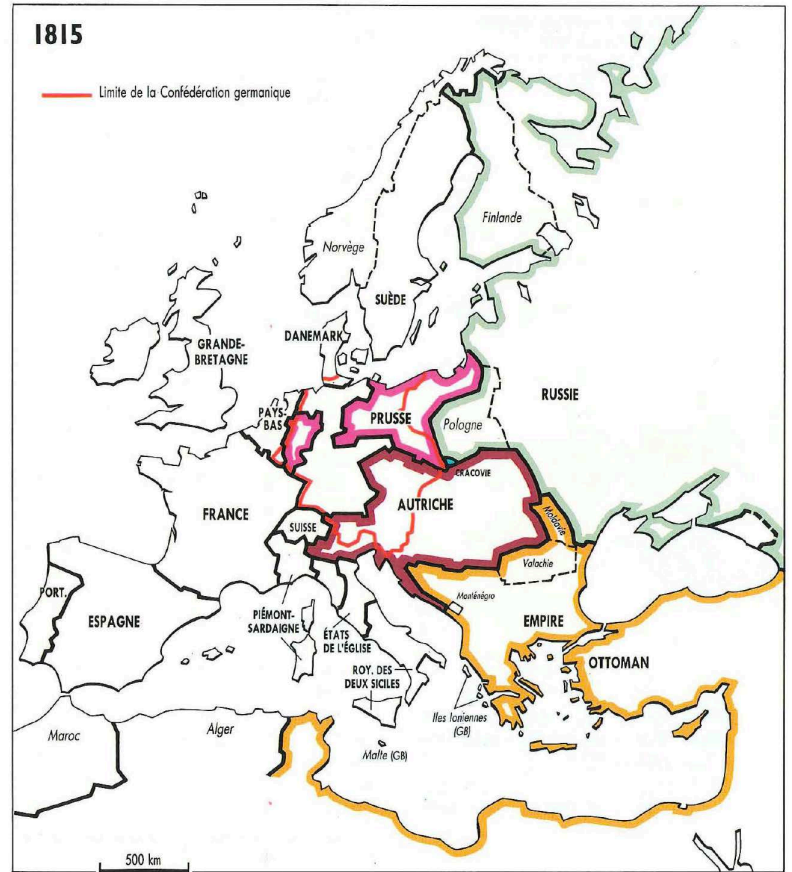 1815
Limite de la Confédération germanique
Finlande
Norvège
SUÈDE
DANEMARK
GRANDE-
BRETAGNE
RUSSIE
PAYS-
BAS
PRUSSE
Pologne
CRACOVIE
AUTRICHE
FRANCE
SUISSE
Moldavie
Valachie
PORT.
ESPAGNE
Monténégro
PIÉMONT-
SARDAIGNE
ÉTATS
DE L'ÉGLISE
EMPIRE
OTTOMAN
ROY. DES
DEUX SICILES
Iles Ioniennes
(GB)
Maroc
Alger
Malte (GB)
500 km